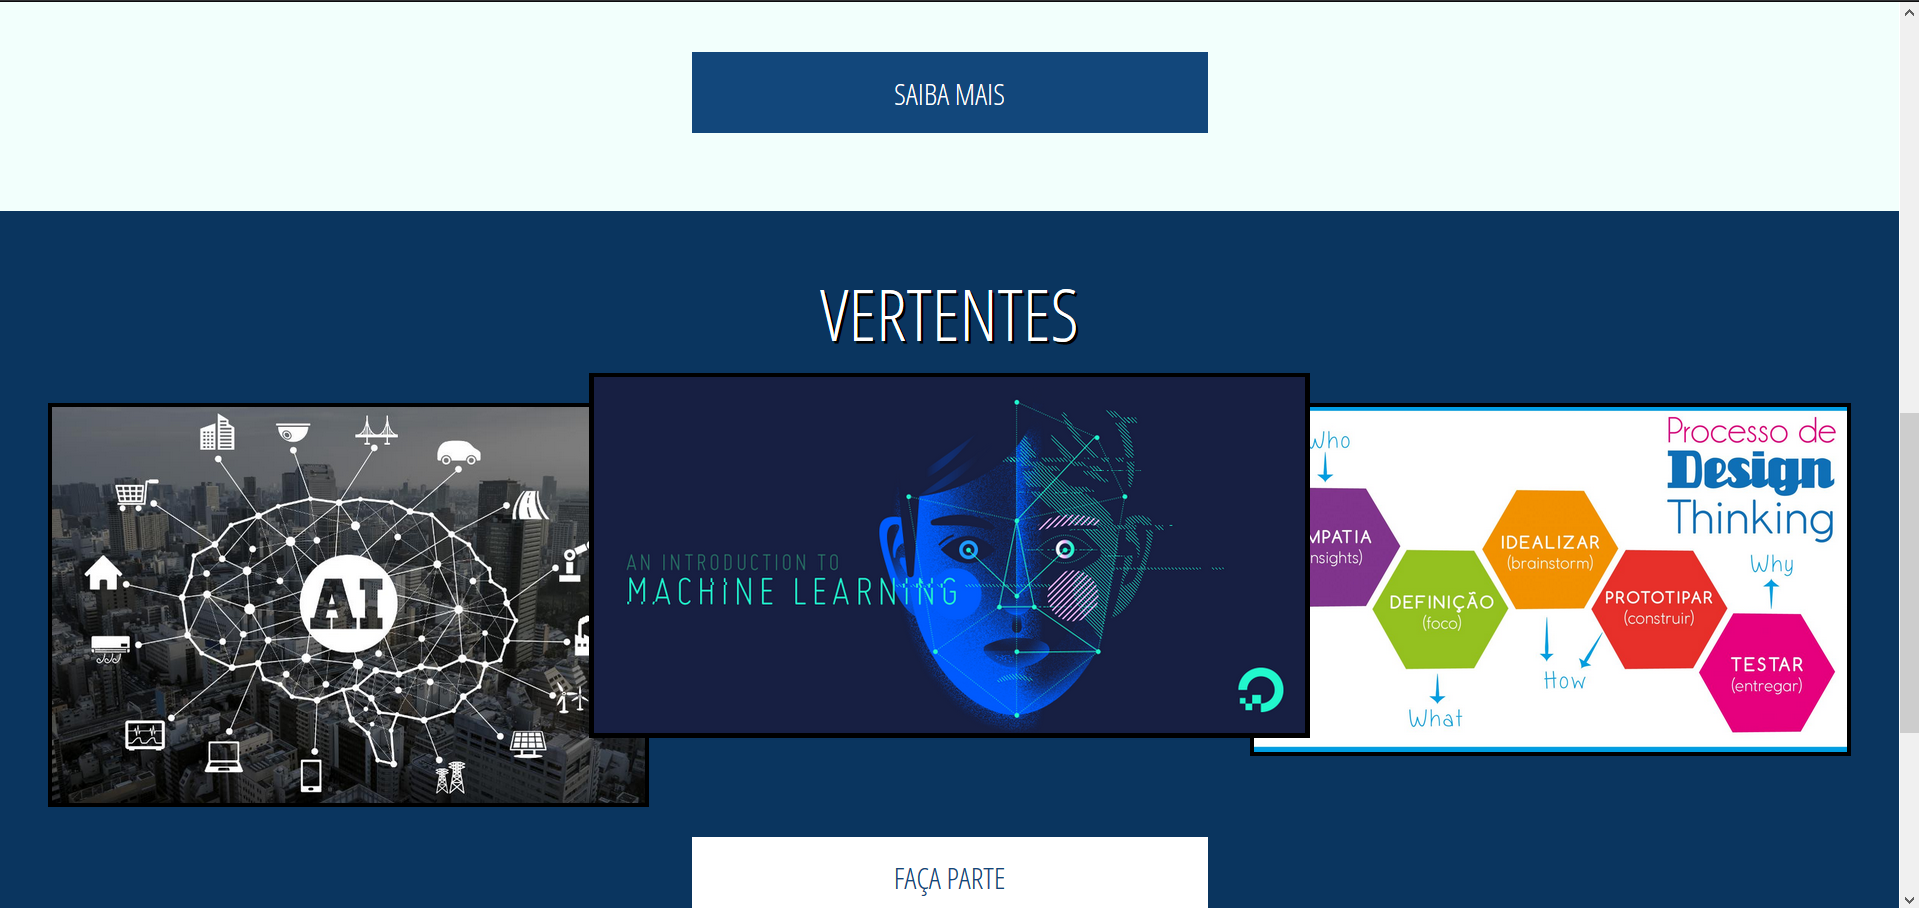 SAIBA MAIS
VERTENTES
AI
AN INTRODUCTION TO
MACHINE LEARNING
Who
MPATIA
nsights)
DEFINIÇÃO
(foco)
What
IDEALIZAR
(brainstorm)
How
PROTOTIPAR
(construir)
Processo de
Design
Thinking
Why
TESTAR
(entregar)
FAÇA PARTE